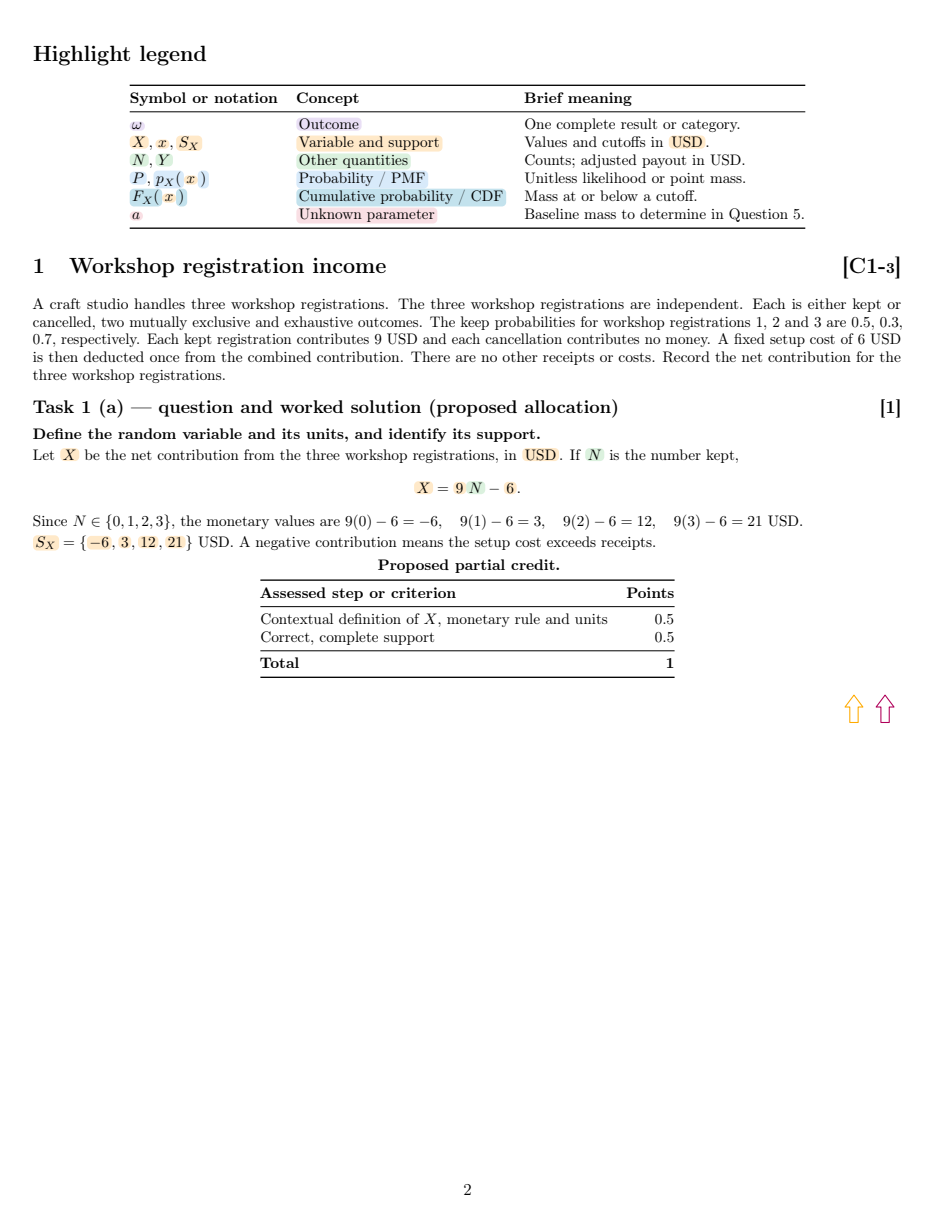 Highlight legend
Symbol or notation Concept Brief meaning
ω Outcome One complete result or category.
X, x, S_X Variable and support Values and cutoffs in USD.
N, Y Other quantities Counts; adjusted payout in USD.
P, p_X(x) Probability / PMF Unitless likelihood or point mass.
F_X(x) Cumulative probability / CDF Mass at or below a cutoff.
a Unknown parameter Baseline mass to determine in Question 5.
1 Workshop registration income [C1-3]
A craft studio handles three workshop registrations. The three workshop registrations are independent. Each is either kept or
cancelled, two mutually exclusive and exhaustive outcomes. The keep probabilities for workshop registrations 1, 2 and 3 are 0.5, 0.3,
0.7, respectively. Each kept registration contributes 9 USD and each cancellation contributes no money. A fixed setup cost of 6 USD
is then deducted once from the combined contribution. There are no other receipts or costs. Record the net contribution for the
three workshop registrations.
Task 1 (a) — question and worked solution (proposed allocation) [1]
Define the random variable and its units, and identify its support.
Let X be the net contribution from the three workshop registrations, in USD. If N is the number kept,
X = 9 N − 6.
Since N ∈ {0, 1, 2, 3}, the monetary values are 9(0) − 6 = −6, 9(1) − 6 = 3, 9(2) − 6 = 12, 9(3) − 6 = 21 USD.
S_X = {−6, 3, 12, 21} USD. A negative contribution means the setup cost exceeds receipts.
Proposed partial credit.
Assessed step or criterion Points
Contextual definition of X, monetary rule and units 0.5
Correct, complete support 0.5
Total 1
2